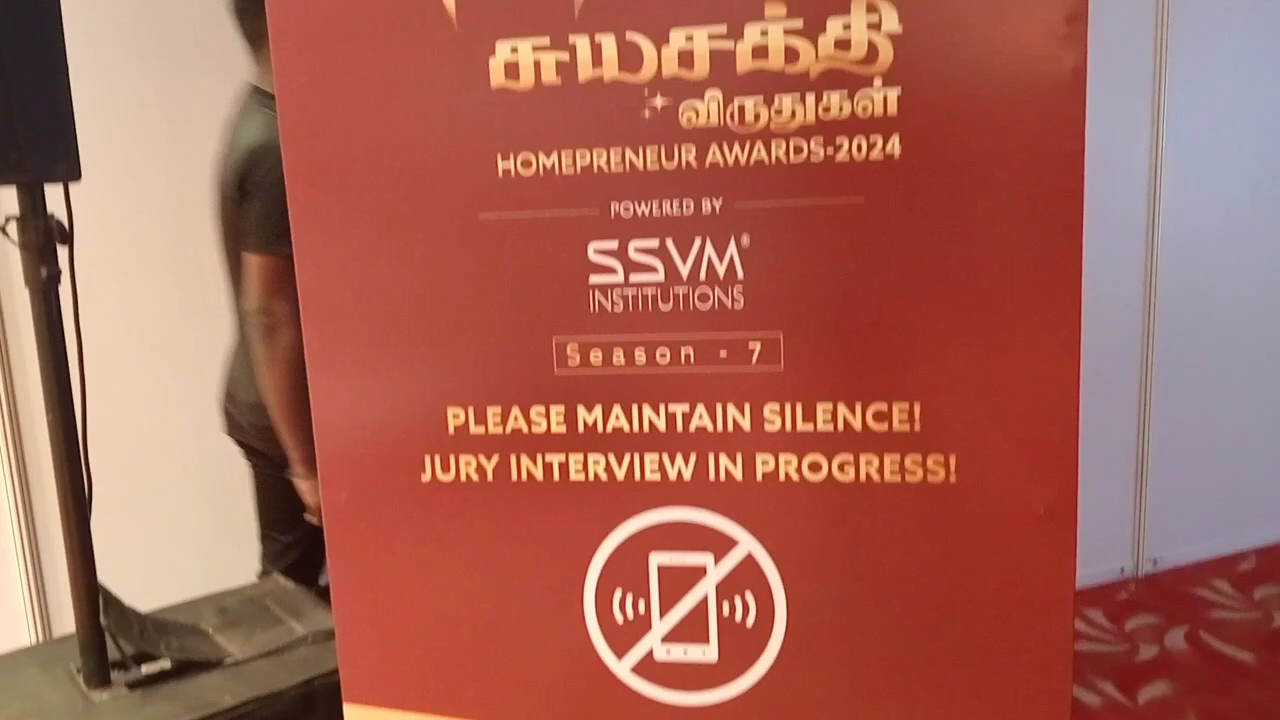 சுயசக்தி
விருதுகள்
HOMEPRENEUR AWARDS-2024
POWERED BY
SSVM®
INSTITUTIONS
Season - 7
PLEASE MAINTAIN SILENCE!
JURY INTERVIEW IN PROGRESS!